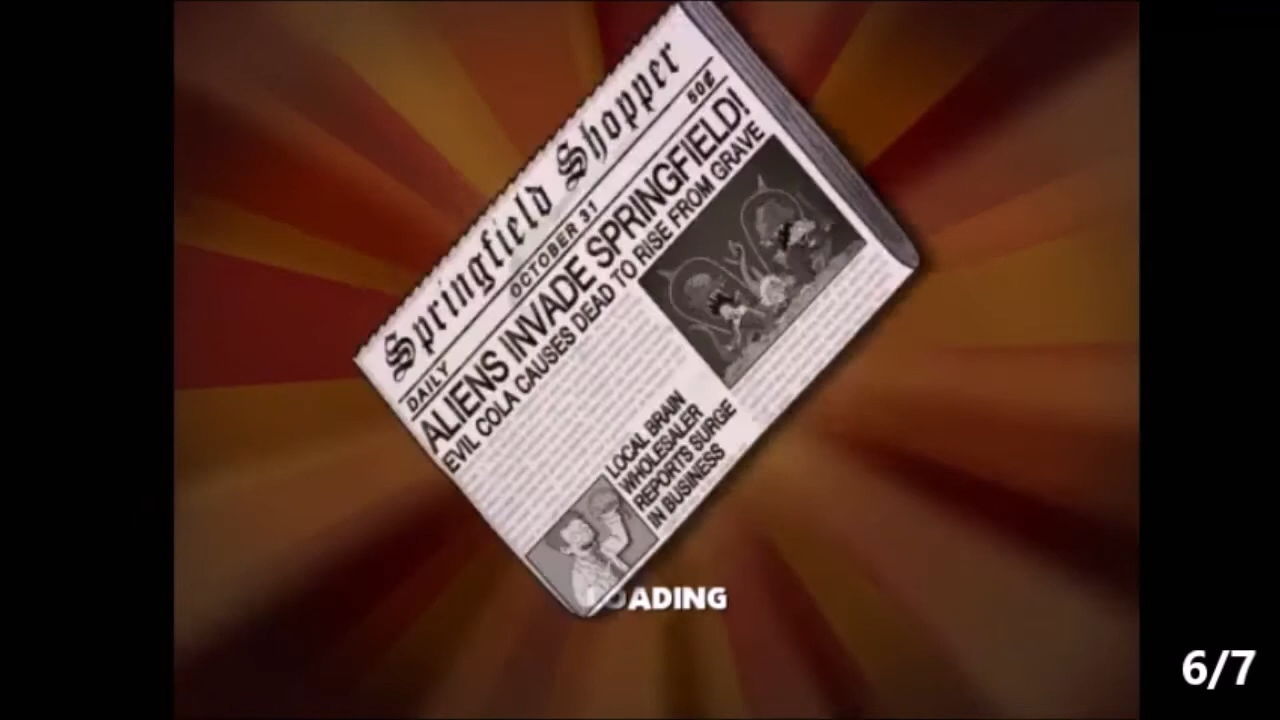 Springfield Shopper
DAILY OCTOBER 31 50¢
ALIENS INVADE SPRINGFIELD!
EVIL COLA CAUSES DEAD TO RISE FROM GRAVE
LOCAL BRAIN
WHOLESALER
REPORTS SURGE
IN BUSINESS
LOADING
6/7